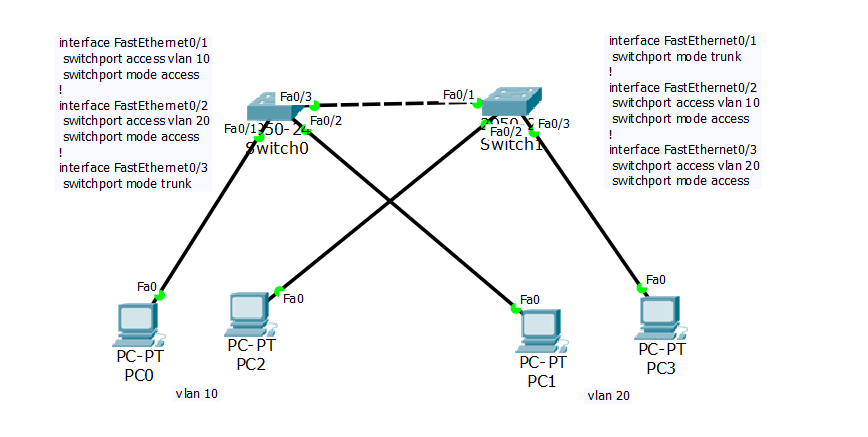 interface FastEthernet0/1
switchport access vlan 10
switchport mode access
!
interface FastEthernet0/2
switchport access vlan 20
switchport mode access
!
interface FastEthernet0/3
switchport mode trunk
interface FastEthernet0/1
switchport mode trunk
!
interface FastEthernet0/2
switchport access vlan 10
switchport mode access
!
interface FastEthernet0/3
switchport access vlan 20
switchport mode access
Fa0/3
Fa0/1
Fa0/1
Fa0/2
Switch0
Fa0/2
Fa0/3
Switch1
Fa0
Fa0
Fa0
Fa0
PC-PT
PC0
PC-PT
PC2
PC-PT
PC1
PC-PT
PC3
vlan 10
vlan 20